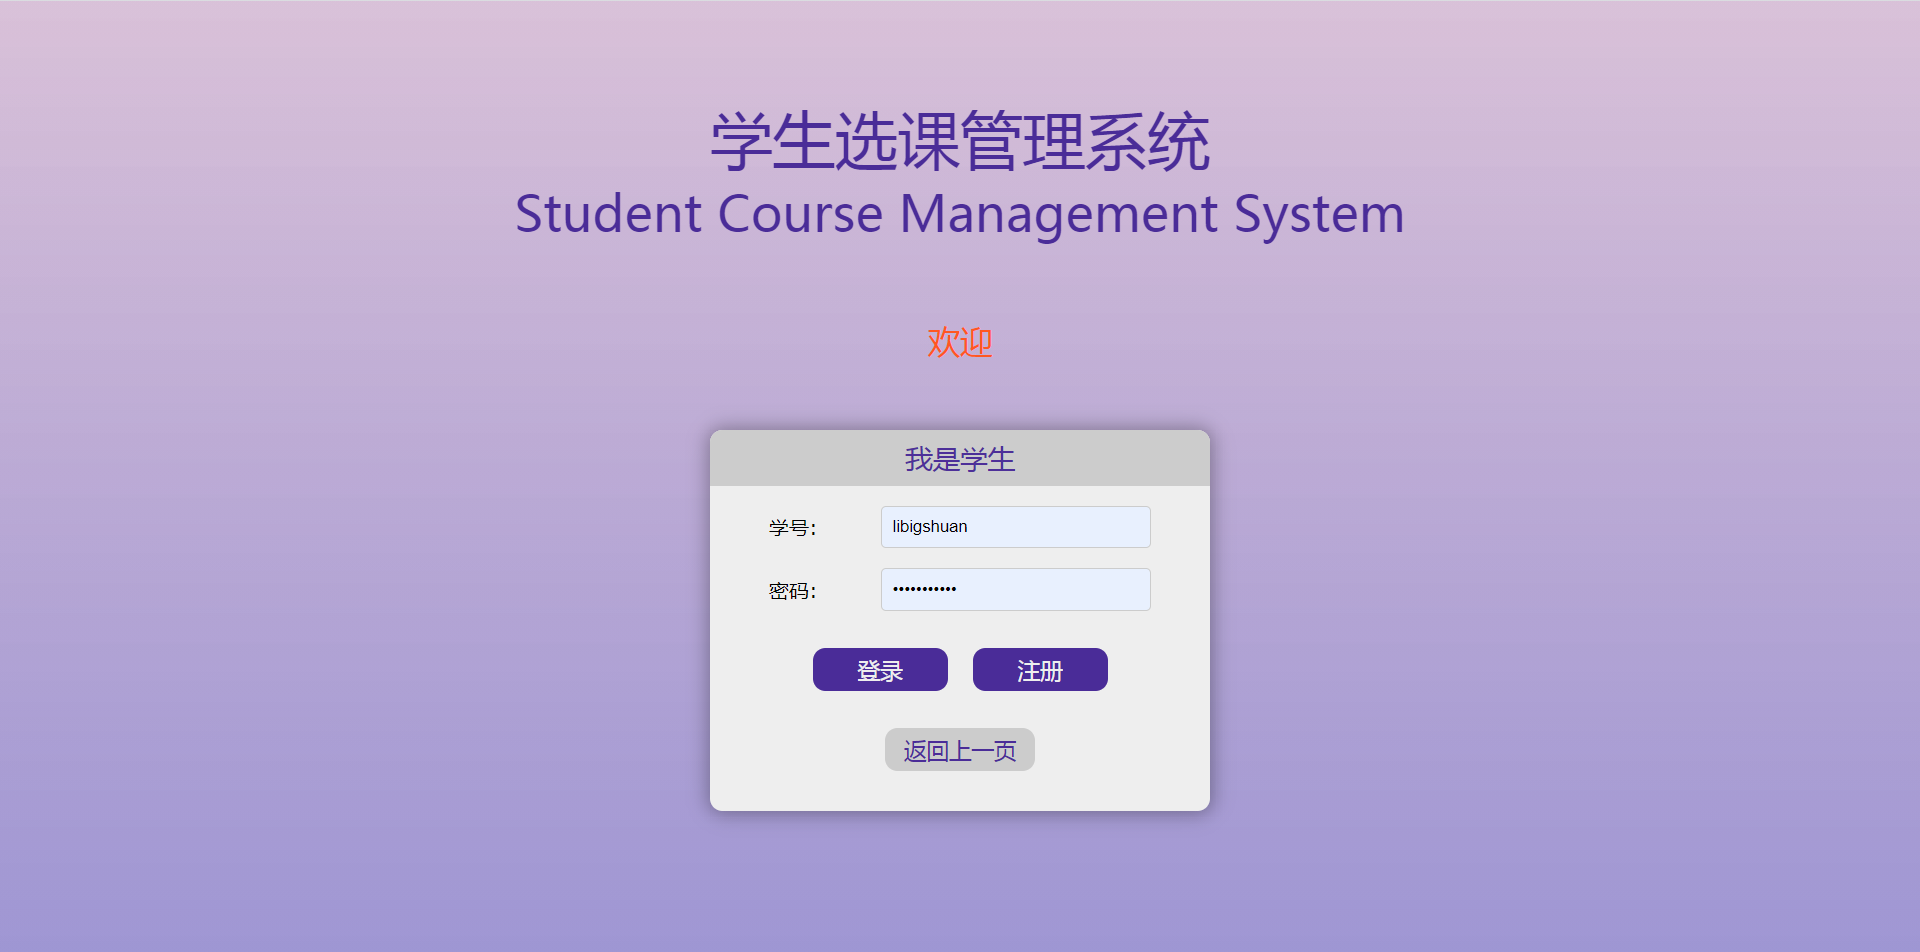 学生选课管理系统
Student Course Management System
欢迎
我是学生
学号: libigshuan
密码: •••••••••••
登录 注册
返回上一页